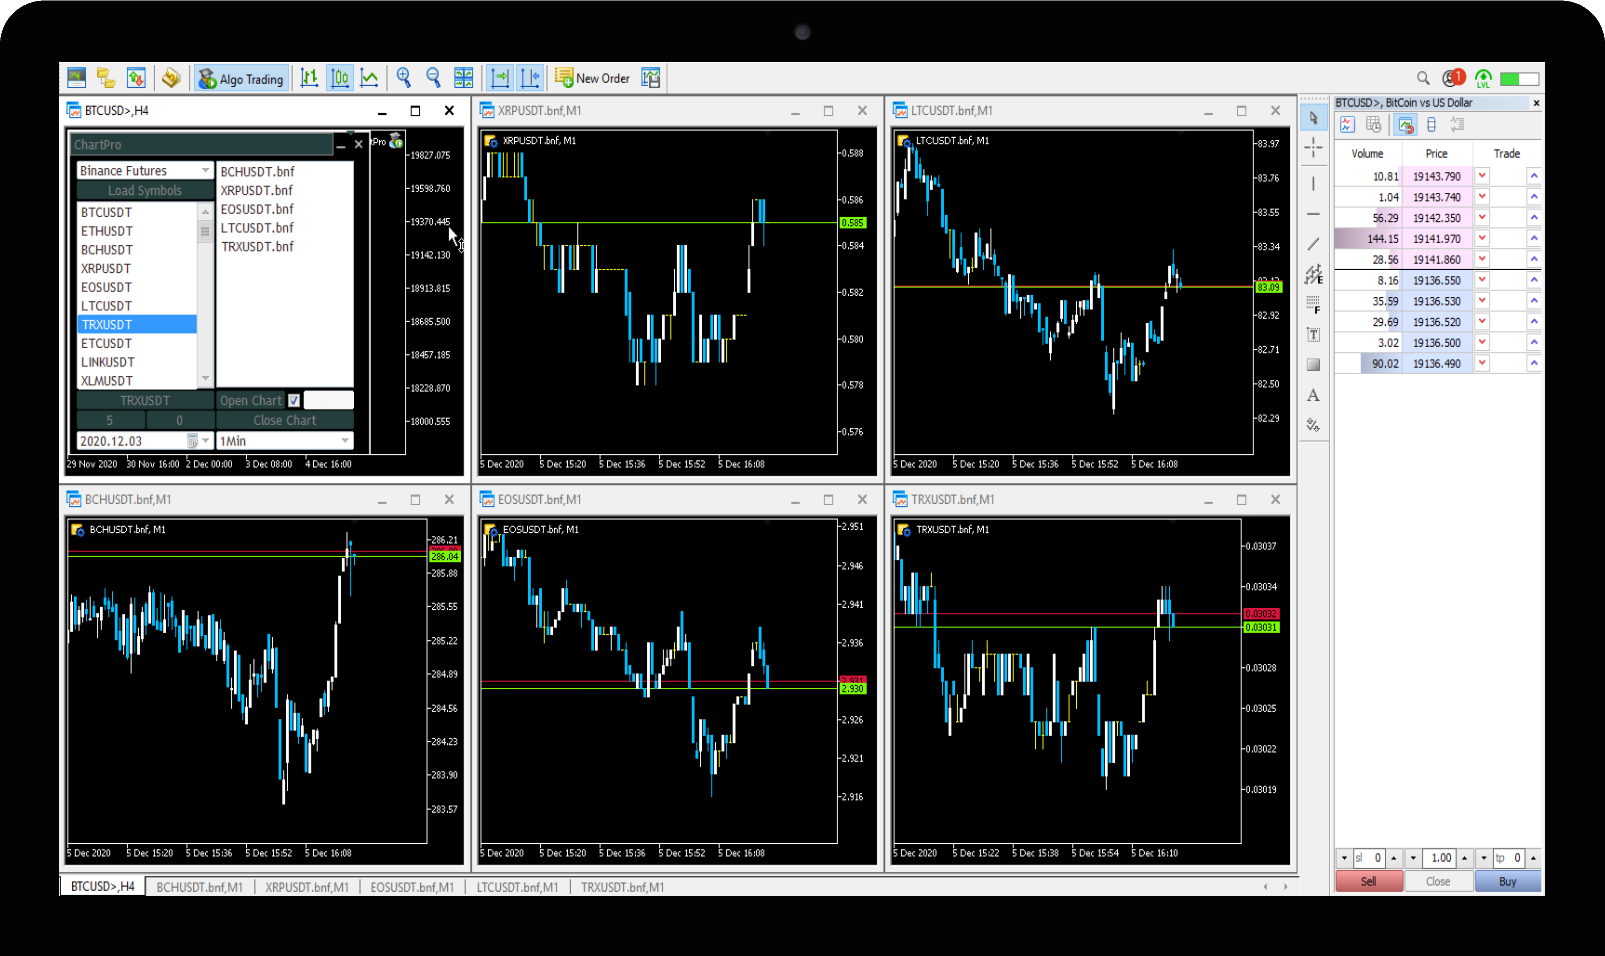 Algo Trading
New Order
1
LVL
BTCUSD>,H4
ChartPro
tPro
Binance Futures
Load Symbols
BTCUSDT
ETHUSDT
BCHUSDT
XRPUSDT
EOSUSDT
LTCUSDT
TRXUSDT
ETCUSDT
LINKUSDT
XLMUSDT
BCHUSDT.bnf
XRPUSDT.bnf
EOSUSDT.bnf
LTCUSDT.bnf
TRXUSDT.bnf
TRXUSDT
Open Chart
5 0
Close Chart
2020.12.03
1Min
19827.075
19598.760
19370.445
19142.130
18913.815
18685.500
18457.185
18228.870
18000.555
29 Nov 2020 30 Nov 16:00 2 Dec 00:00 3 Dec 08:00 4 Dec 16:00
XRPUSDT.bnf,M1
XRPUSDT.bnf, M1
0.588
0.586
0.585
0.584
0.582
0.580
0.578
0.576
5 Dec 2020 5 Dec 15:20 5 Dec 15:36 5 Dec 15:52 5 Dec 16:08
LTCUSDT.bnf,M1
LTCUSDT.bnf, M1
83.97
83.76
83.55
83.34
83.09
82.92
82.71
82.50
82.29
5 Dec 2020 5 Dec 15:20 5 Dec 15:36 5 Dec 15:52 5 Dec 16:08
BCHUSDT.bnf,M1
BCHUSDT.bnf, M1
286.21
286.04
285.88
285.55
285.22
284.89
284.56
284.23
283.90
283.57
5 Dec 2020 5 Dec 15:20 5 Dec 15:36 5 Dec 15:52 5 Dec 16:08
EOSUSDT.bnf,M1
EOSUSDT.bnf, M1
2.951
2.946
2.941
2.936
2.931
2.930
2.926
2.921
2.916
5 Dec 2020 5 Dec 15:20 5 Dec 15:36 5 Dec 15:52 5 Dec 16:08
TRXUSDT.bnf,M1
TRXUSDT.bnf, M1
0.03037
0.03034
0.03032
0.03031
0.03028
0.03025
0.03022
0.03019
5 Dec 2020 5 Dec 15:22 5 Dec 15:38 5 Dec 15:54 5 Dec 16:10
E
F
T
A
BTCUSD>, BitCoin vs US Dollar
Volume Price Trade
10.81 19143.790
1.04 19143.740
56.29 19142.350
144.15 19141.970
28.56 19141.860
8.16 19136.550
35.59 19136.530
29.69 19136.520
3.02 19136.500
90.02 19136.490
sl 0 1.00 tp 0
Sell Close Buy
BTCUSD>,H4 BCHUSDT.bnf,M1 XRPUSDT.bnf,M1 EOSUSDT.bnf,M1 LTCUSDT.bnf,M1 TRXUSDT.bnf,M1